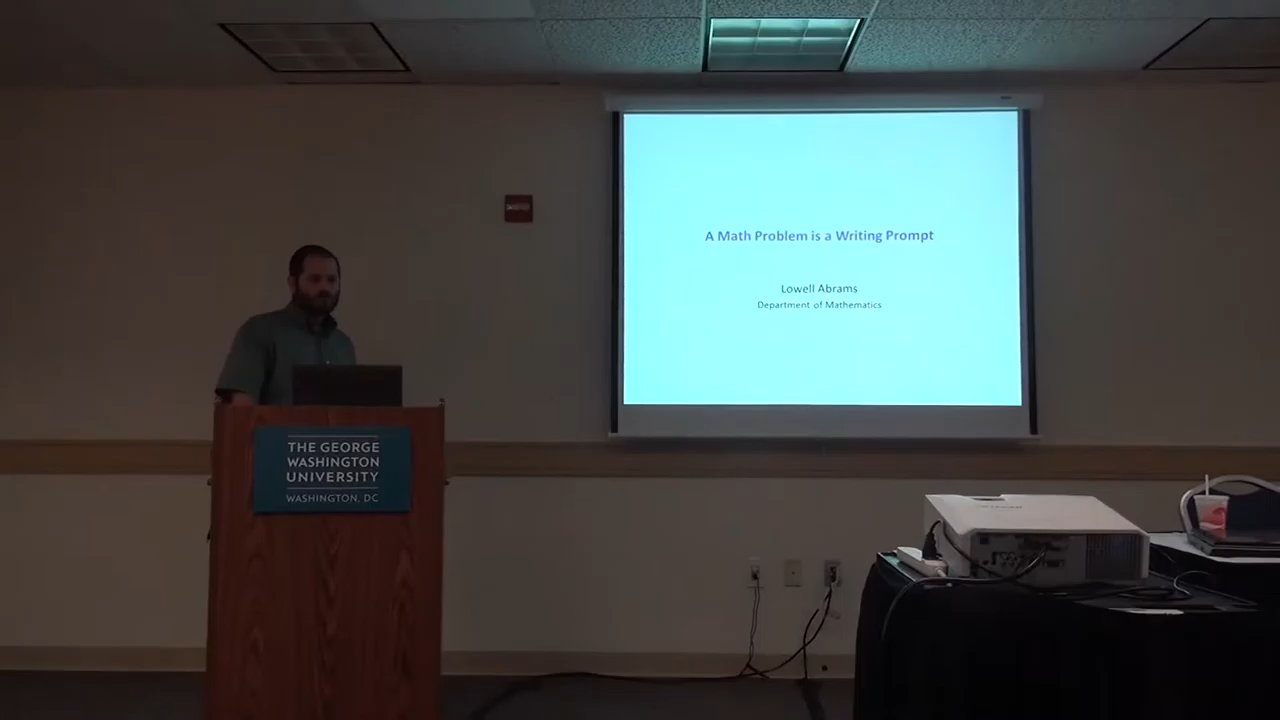 A Math Problem is a Writing Prompt
Lowell Abrams
Department of Mathematics
THE GEORGE
WASHINGTON
UNIVERSITY
WASHINGTON, DC